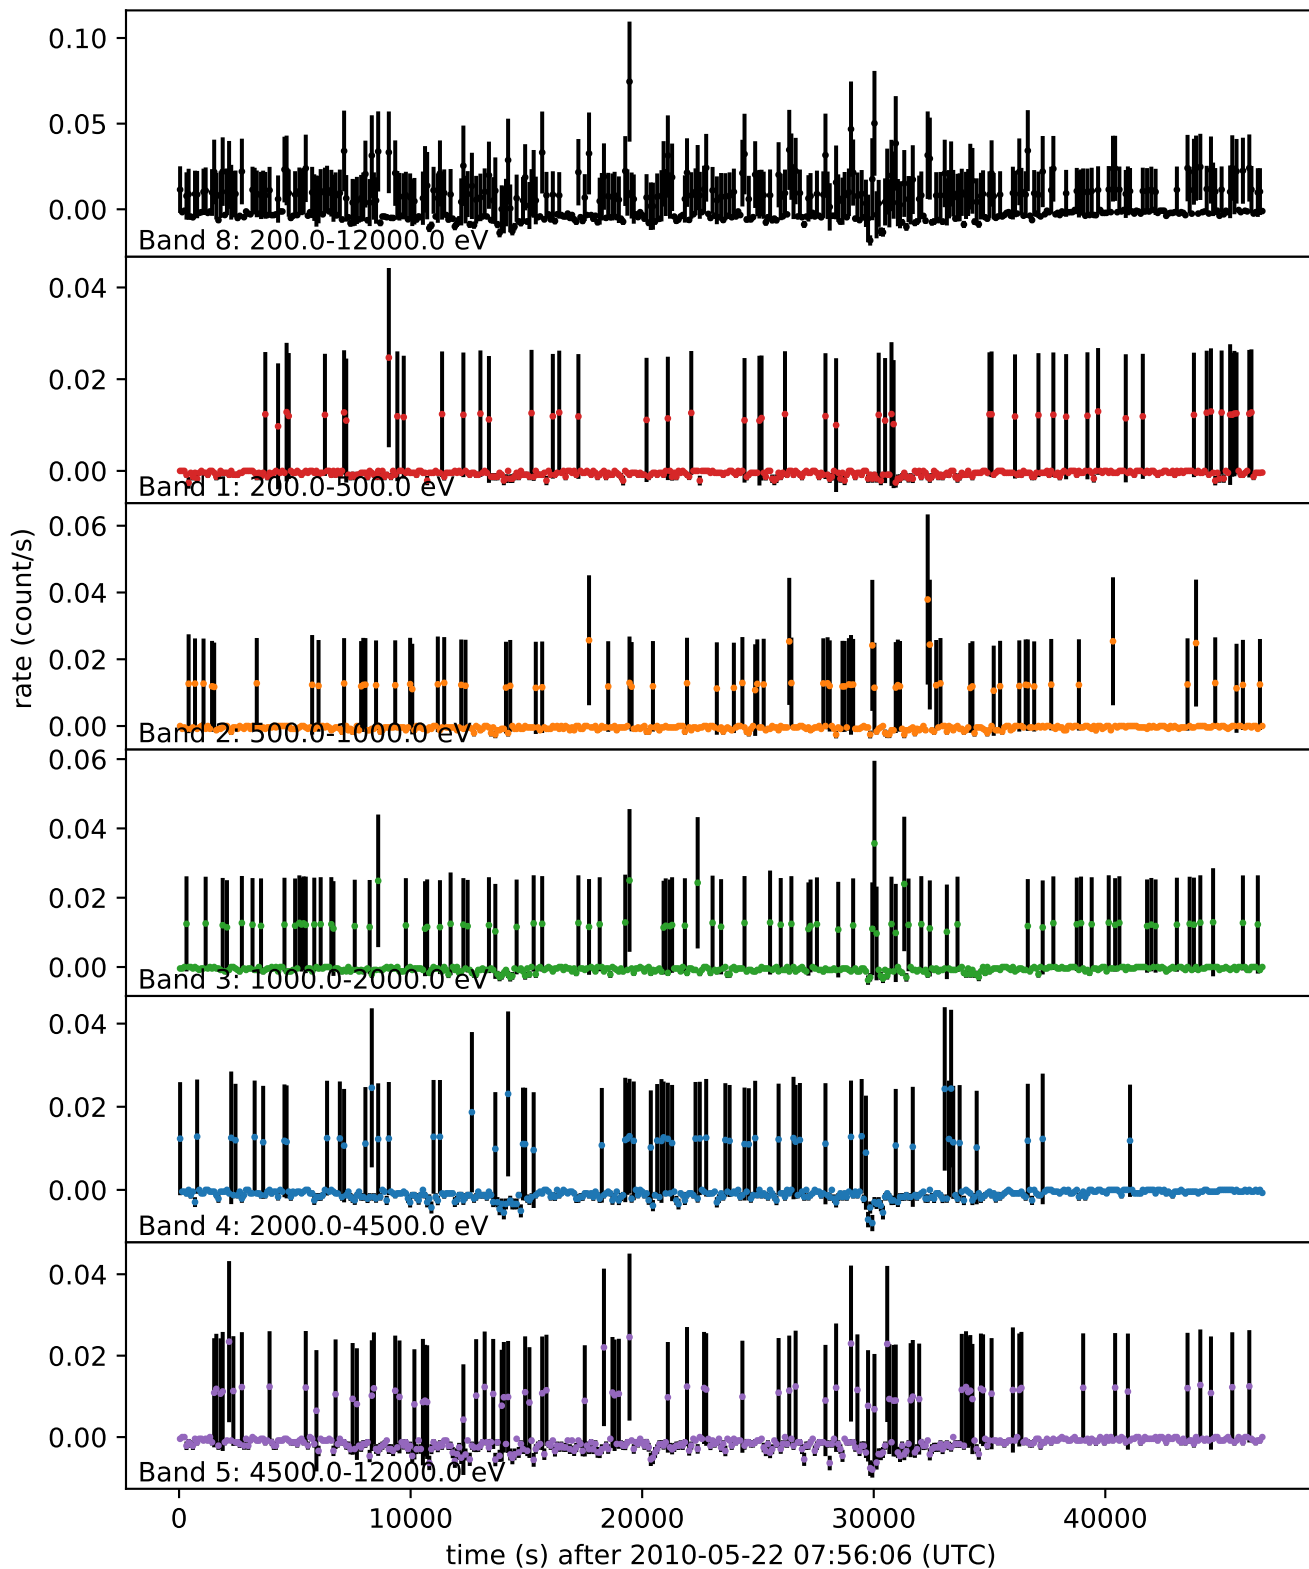 0.10
0.05
0.00
Band 8: 200.0-12000.0 eV
0.04
0.02
0.00
Band 1: 200.0-500.0 eV
0.06
0.04
0.02
0.00
Band 2: 500.0-1000.0 eV
rate (count/s)
0.06
0.04
0.02
0.00
Band 3: 1000.0-2000.0 eV
0.04
0.02
0.00
Band 4: 2000.0-4500.0 eV
0.04
0.02
0.00
Band 5: 4500.0-12000.0 eV
0 10000 20000 30000 40000
time (s) after 2010-05-22 07:56:06 (UTC)